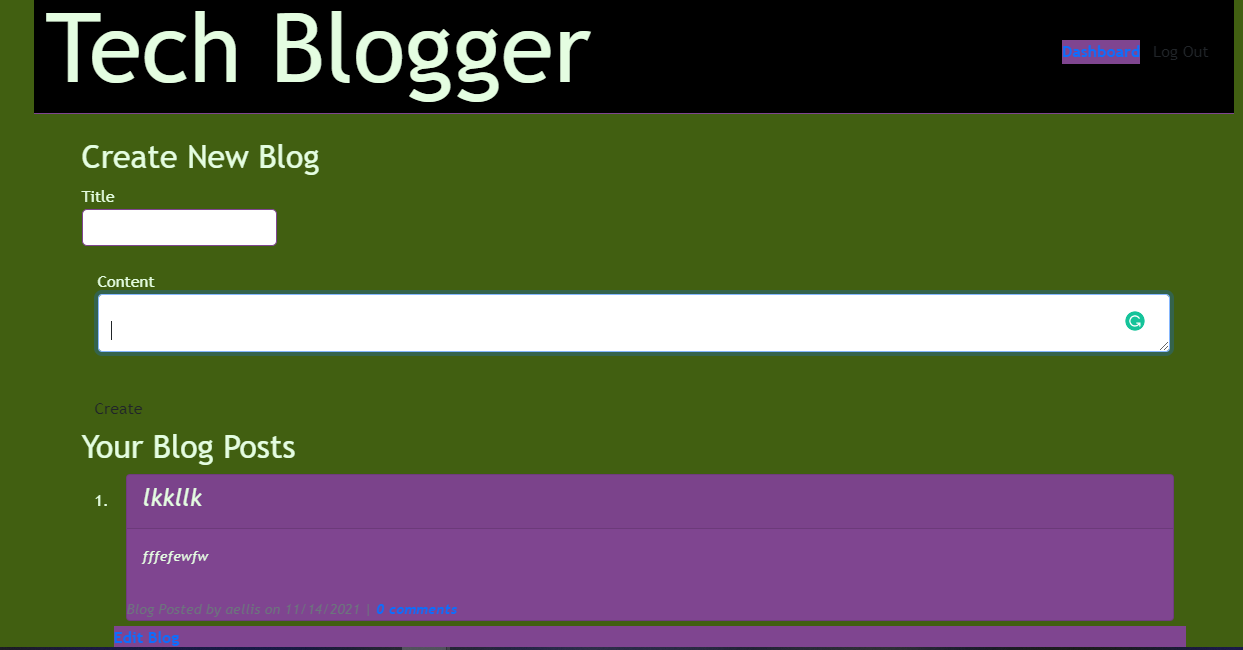 Tech Blogger
Dashboard Log Out
Create New Blog
Title
Content
Create
Your Blog Posts
1. lkkllk
fffefewfw
Blog Posted by aellis on 11/14/2021 | 0 comments
Edit Blog